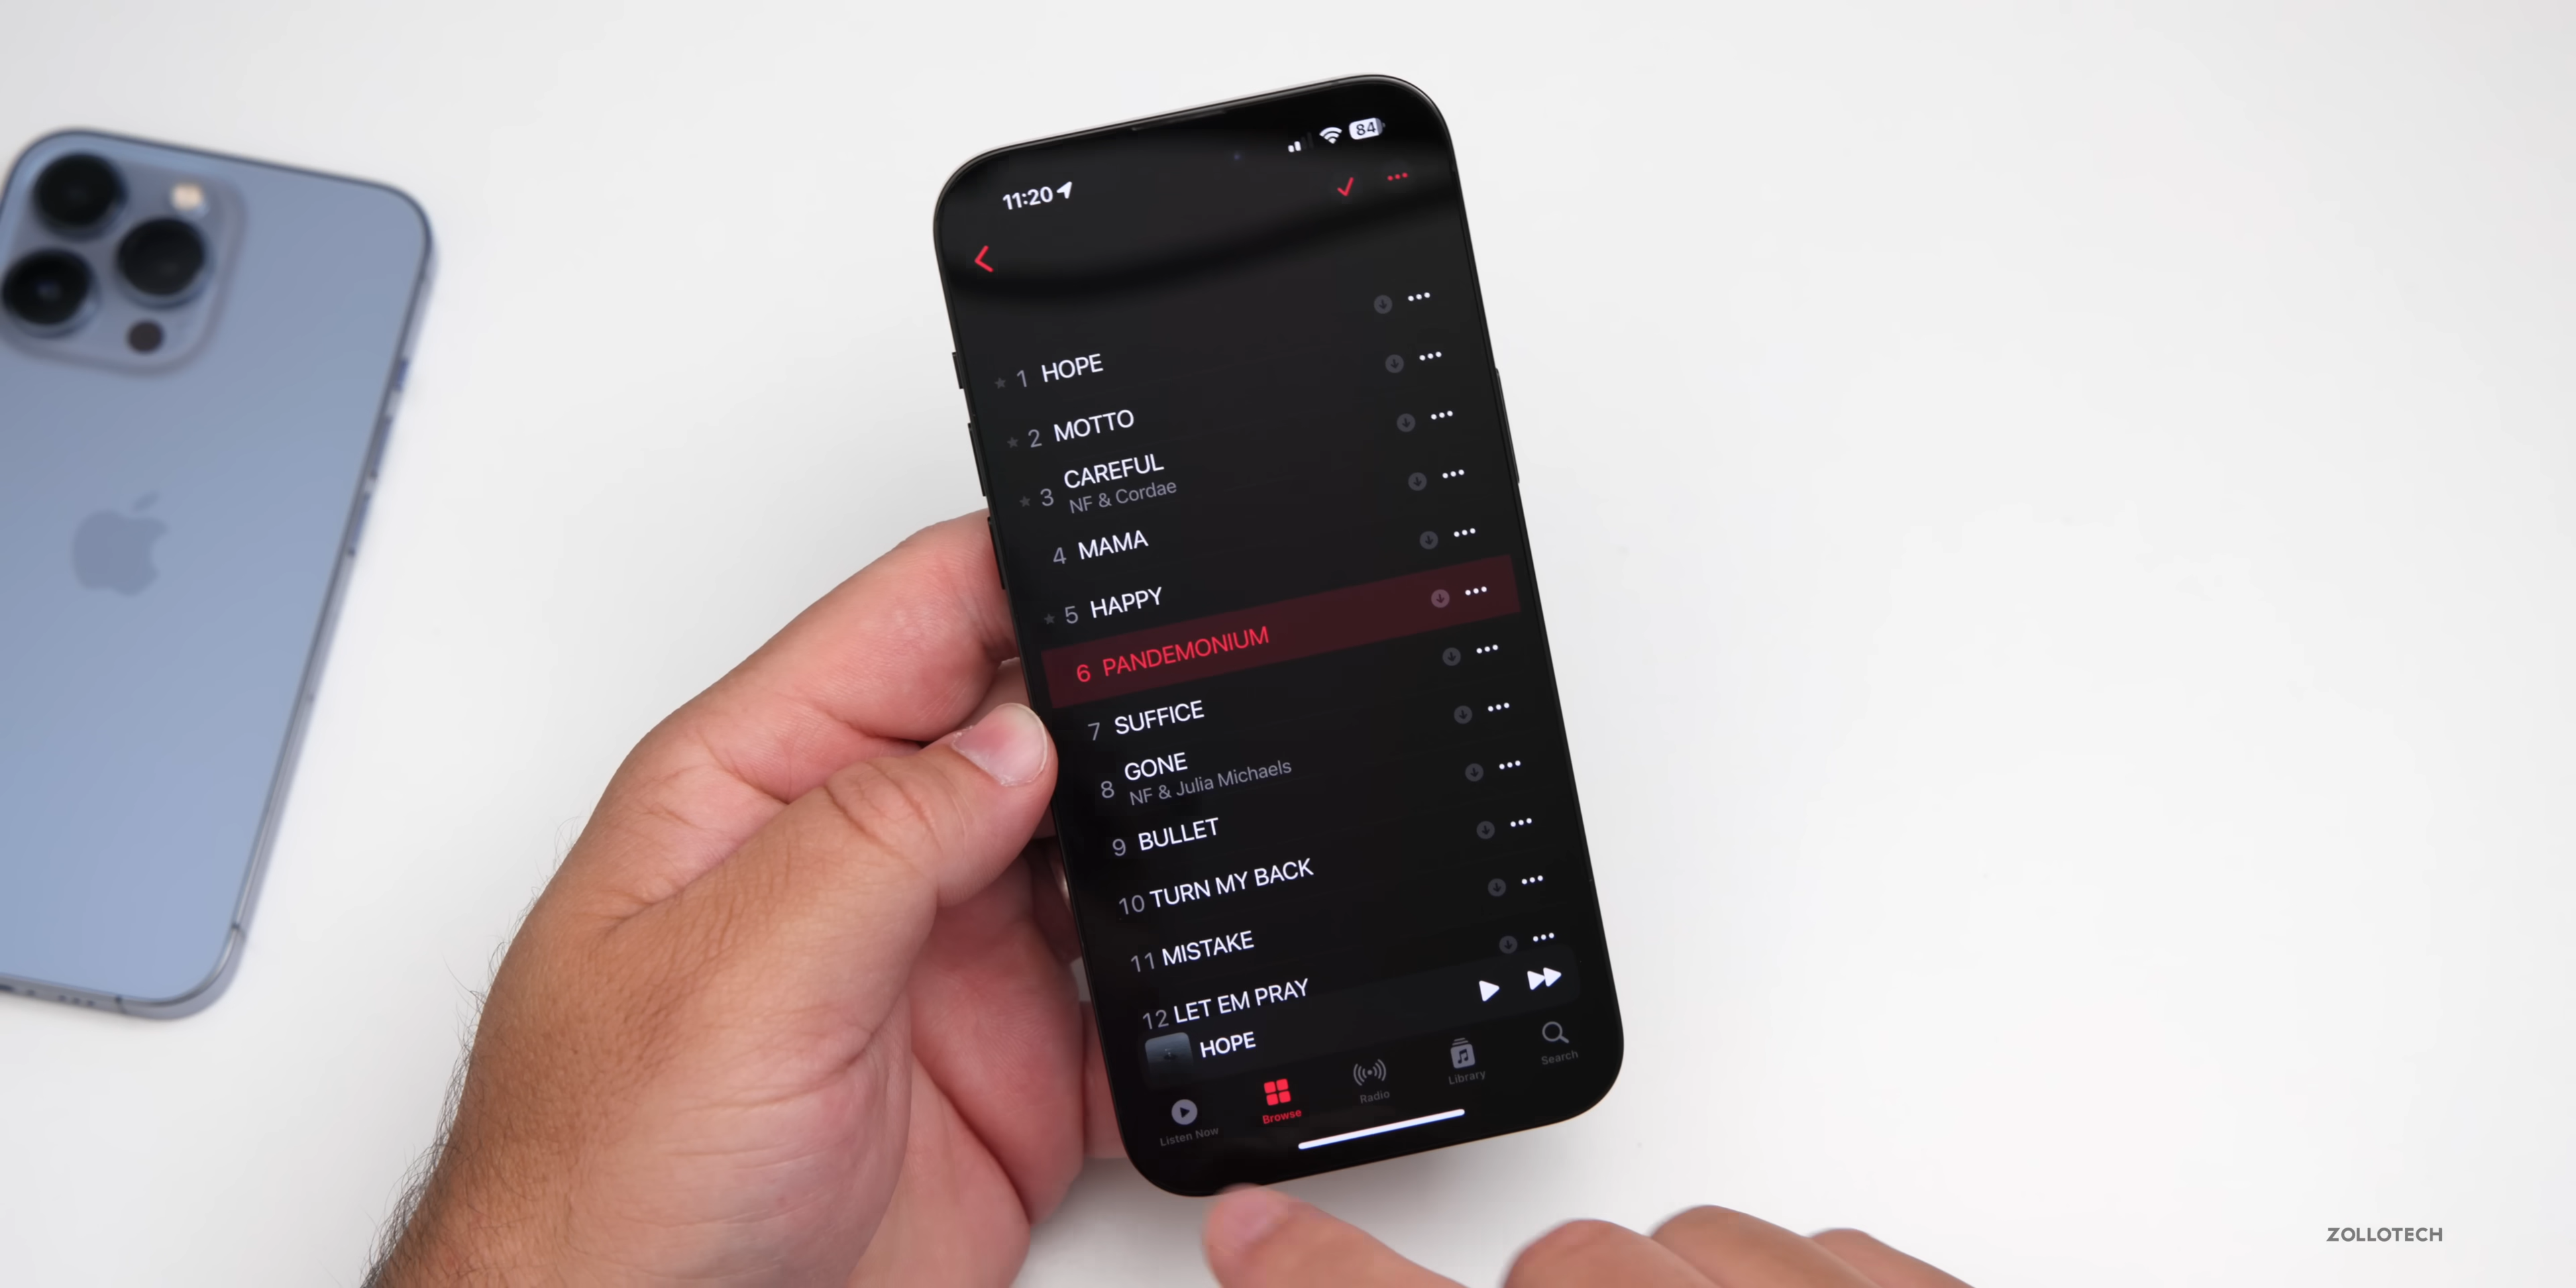 11:20
84
1 HOPE
2 MOTTO
3 CAREFUL
NF & Cordae
4 MAMA
5 HAPPY
6 PANDEMONIUM
7 SUFFICE
8 GONE
NF & Julia Michaels
9 BULLET
10 TURN MY BACK
11 MISTAKE
12 LET EM PRAY
HOPE
Listen Now
Browse
Radio
Library
Search
ZOLLOTECH